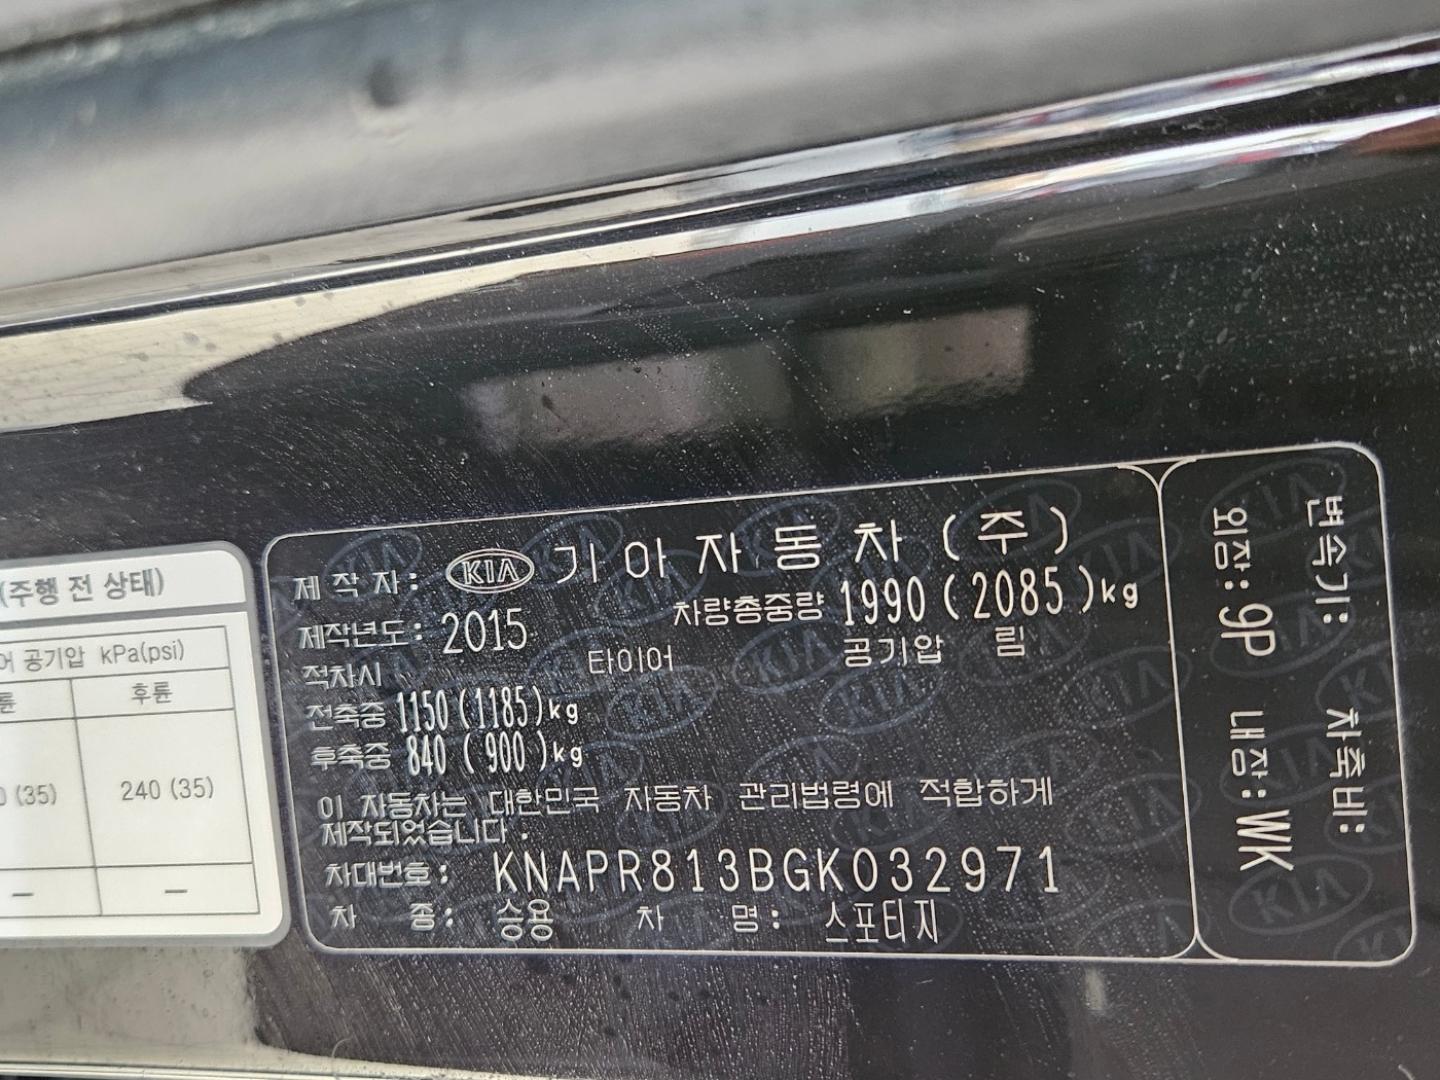 (주행 전 상태)
어 공기압 kPa(psi)
륜 후륜
0 (35) 240 (35)
– –
제작자: KIA 기아자동차(주)
제작년도: 2015 차량총중량 1990 (2085)kg
적차시 타이어 공기압 림
전축중 1150(1185)kg
후축중 840 (900)kg
이 자동차는 대한민국 자동차 관리법령에 적합하게
제작되었습니다.
차대번호: KNAPR813BGK032971
차 종: 승용 차 명: 스포티지
변속기: 차축비:
외장: 9P 내장: WK